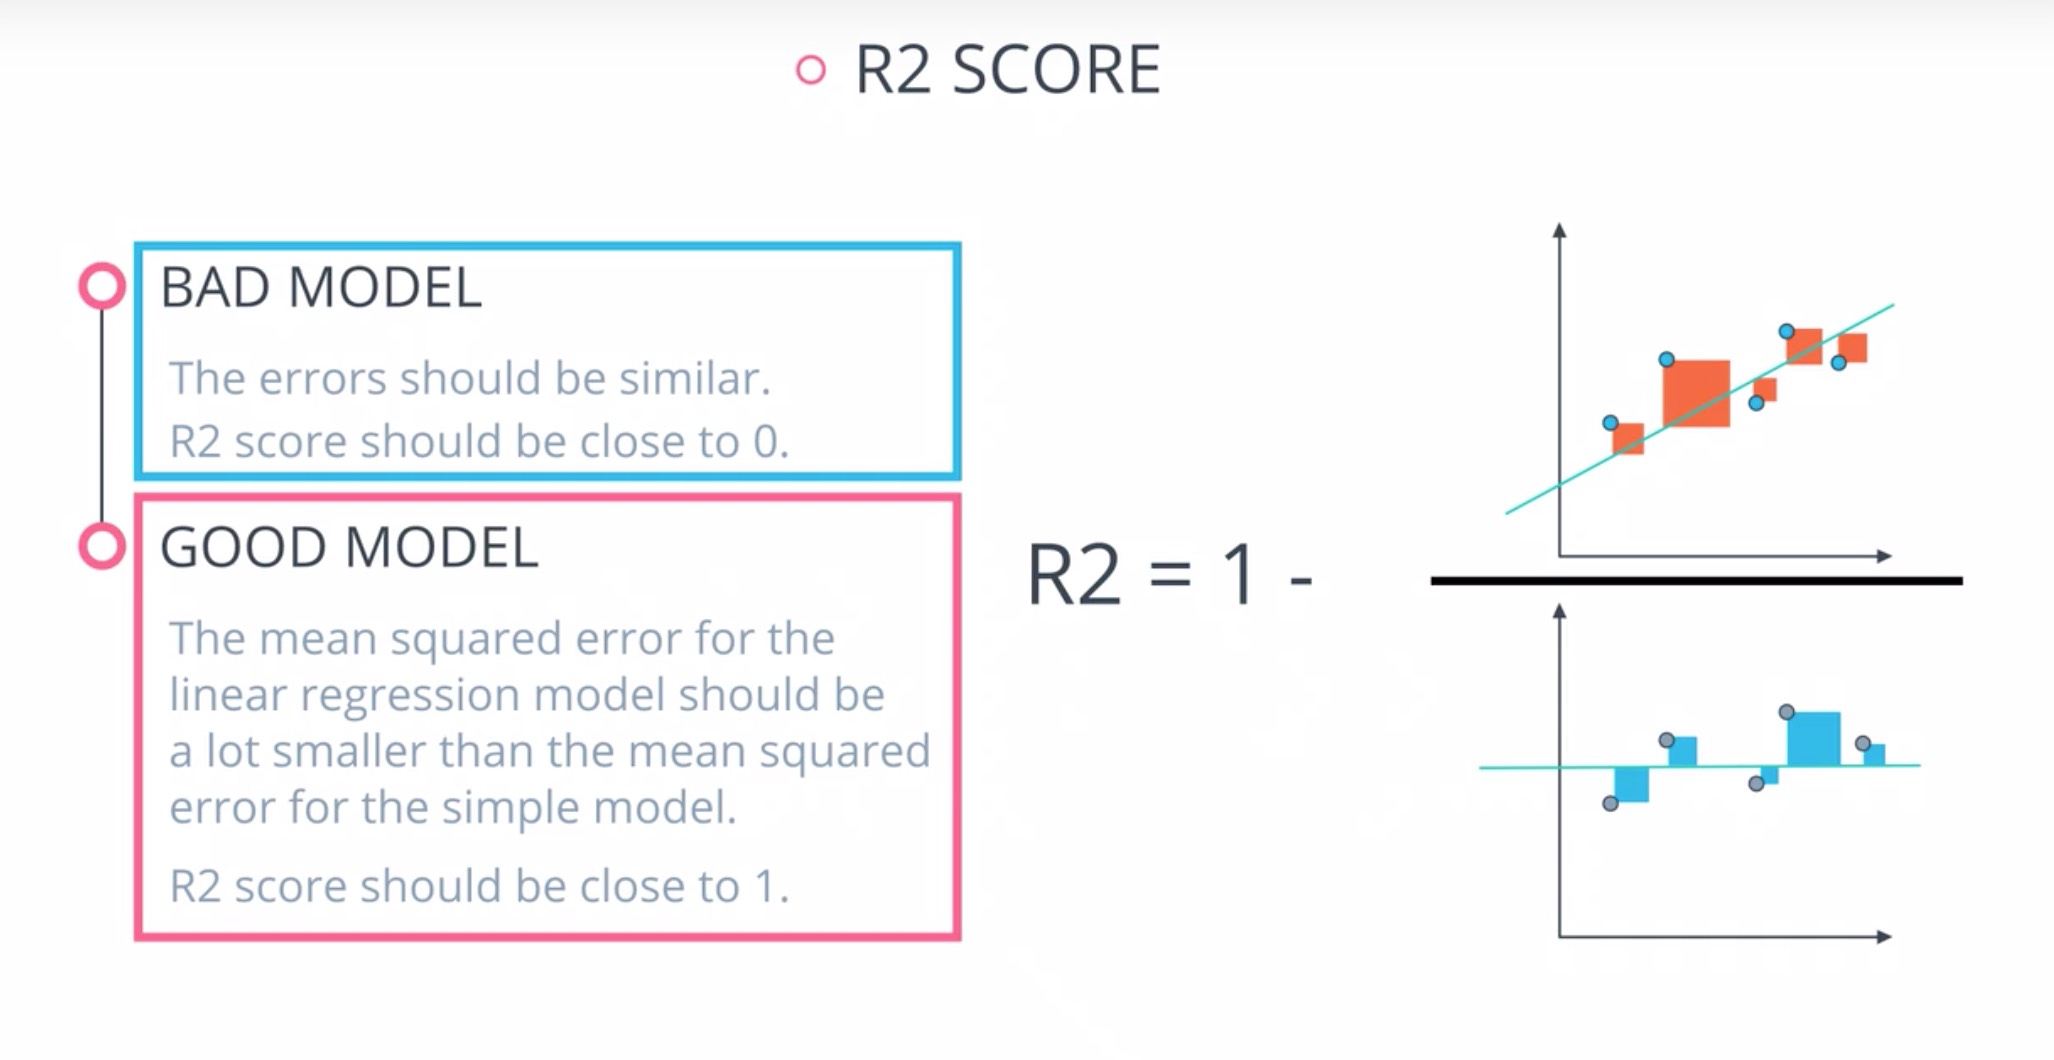 R2 SCORE
BAD MODEL
The errors should be similar.
R2 score should be close to 0.
GOOD MODEL
The mean squared error for the
linear regression model should be
a lot smaller than the mean squared
error for the simple model.
R2 score should be close to 1.
R2 = 1 -